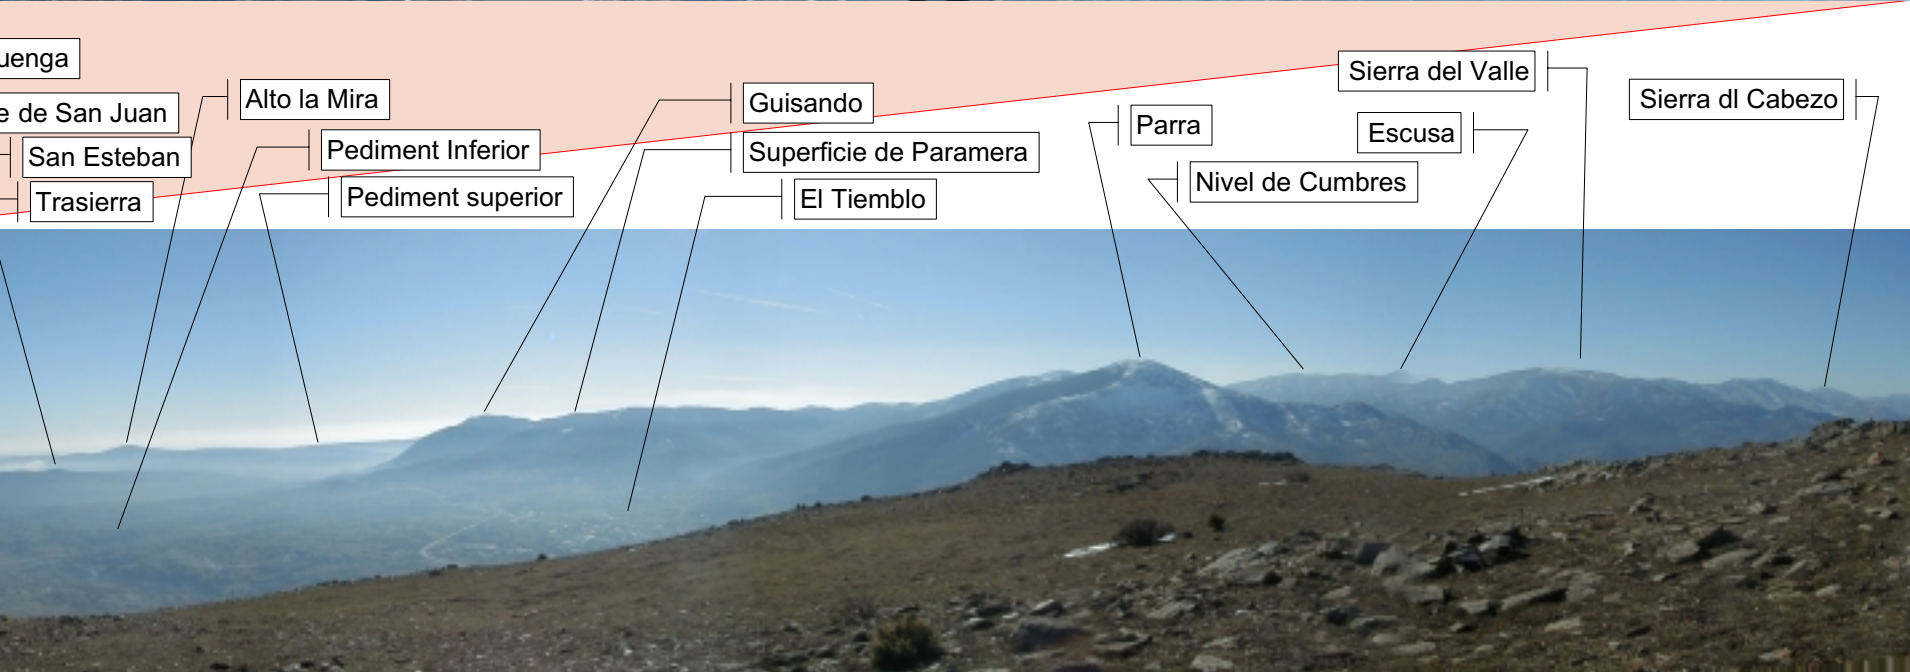 uenga
e de San Juan
San Esteban
Trasierra
Alto la Mira
Pediment Inferior
Pediment superior
Guisando
Superficie de Paramera
El Tiemblo
Parra
Nivel de Cumbres
Sierra del Valle
Escusa
Sierra dl Cabezo